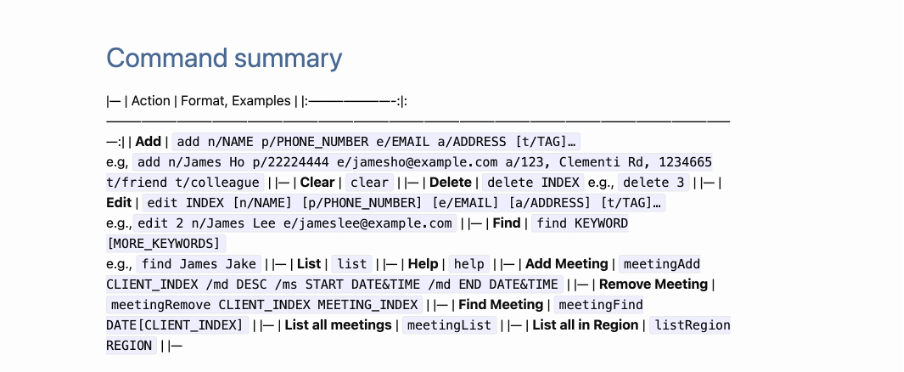 Command summary
|— | Action | Format, Examples | |:———————-:|:
———————————————————————————————————————————————————
—:| | Add | add n/NAME p/PHONE_NUMBER e/EMAIL a/ADDRESS [t/TAG]…
e.g, add n/James Ho p/22224444 e/jamesho@example.com a/123, Clementi Rd, 1234665
t/friend t/colleague | |— | Clear | clear | |— | Delete | delete INDEX e.g., delete 3 | |— |
Edit | edit INDEX [n/NAME] [p/PHONE_NUMBER] [e/EMAIL] [a/ADDRESS] [t/TAG]…
e.g., edit 2 n/James Lee e/jameslee@example.com | |— | Find | find KEYWORD
[MORE_KEYWORDS]
e.g., find James Jake | |— | List | list | |— | Help | help | |— | Add Meeting | meetingAdd
CLIENT_INDEX /md DESC /ms START DATE&TIME /md END DATE&TIME | |— | Remove Meeting |
meetingRemove CLIENT_INDEX MEETING_INDEX | |— | Find Meeting | meetingFind
DATE[CLIENT_INDEX] | |— | List all meetings | meetingList | |— | List all in Region | listRegion
REGION | |—